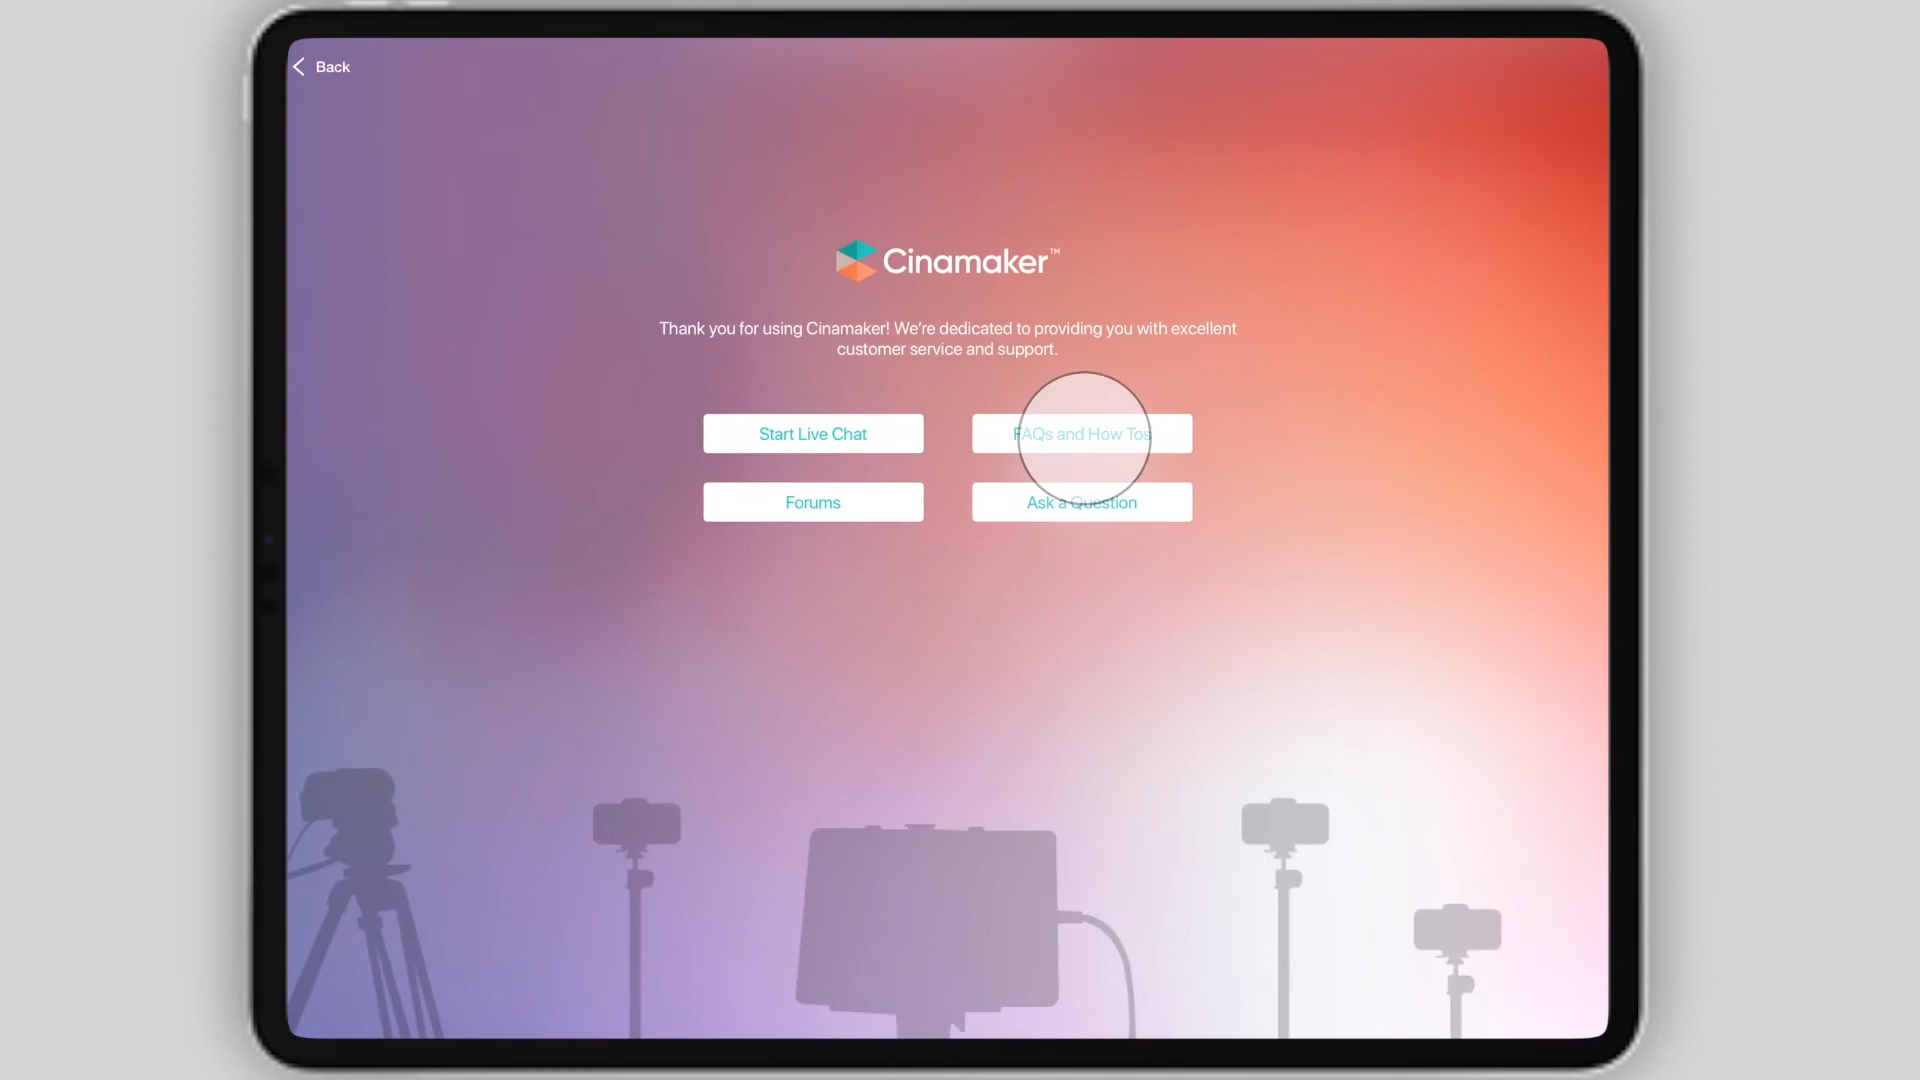 Back
Cinamaker™
Thank you for using Cinamaker! We're dedicated to providing you with excellent
customer service and support.
Start Live Chat
FAQs and How Tos
Forums
Ask a Question